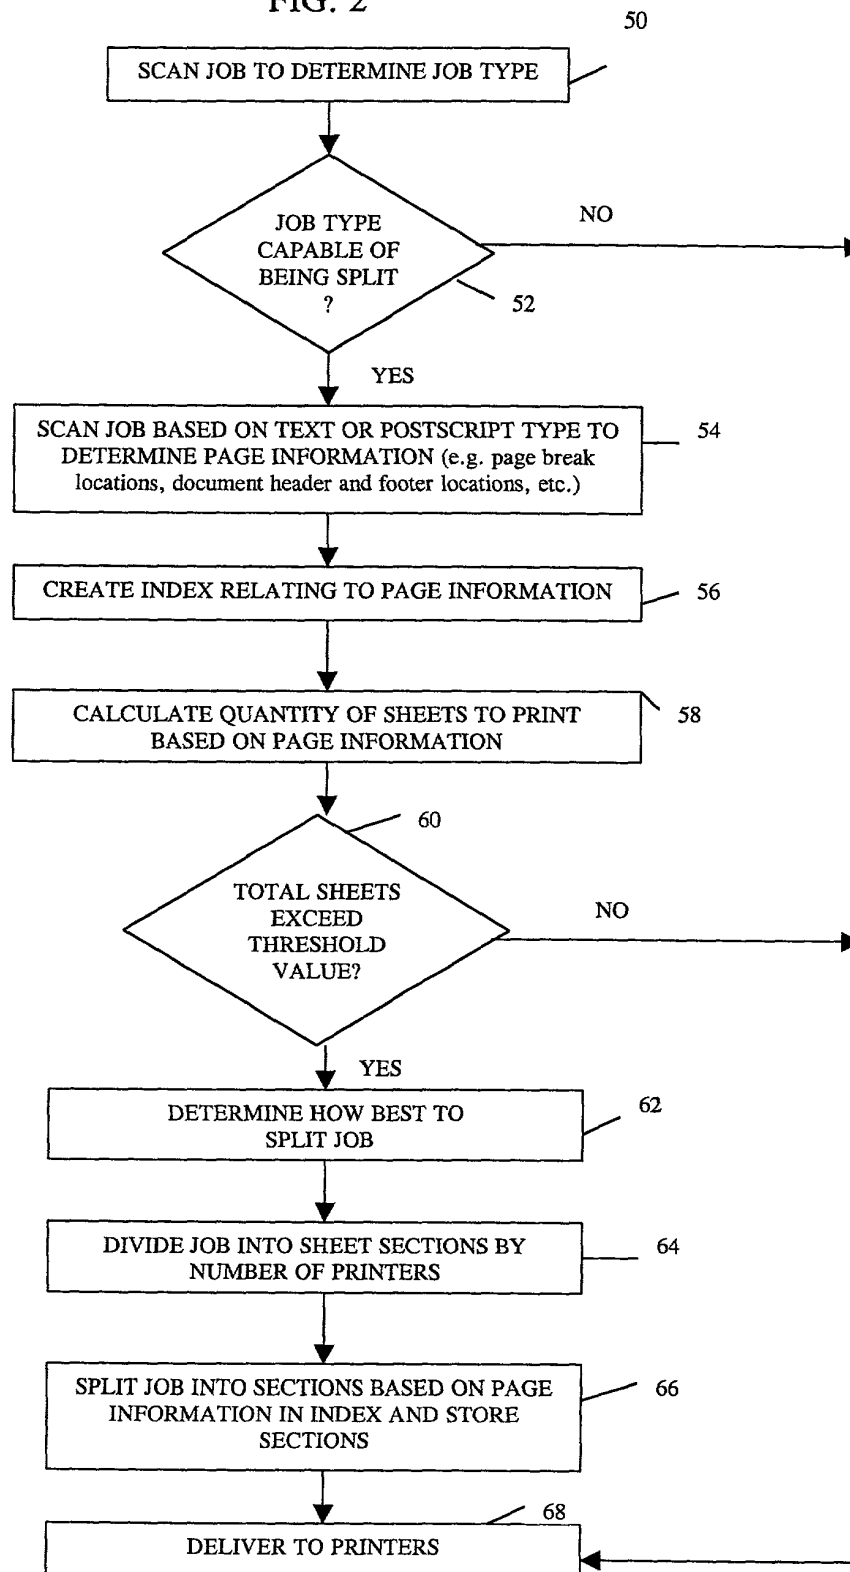 FIG. 2
50
SCAN JOB TO DETERMINE JOB TYPE
JOB TYPE
CAPABLE OF
BEING SPLIT
?
NO
52
YES
SCAN JOB BASED ON TEXT OR POSTSCRIPT TYPE TO
DETERMINE PAGE INFORMATION (e.g. page break
locations, document header and footer locations, etc.)
54
CREATE INDEX RELATING TO PAGE INFORMATION
56
CALCULATE QUANTITY OF SHEETS TO PRINT
BASED ON PAGE INFORMATION
58
60
TOTAL SHEETS
EXCEED
THRESHOLD
VALUE?
NO
YES
DETERMINE HOW BEST TO
SPLIT JOB
62
DIVIDE JOB INTO SHEET SECTIONS BY
NUMBER OF PRINTERS
64
SPLIT JOB INTO SECTIONS BASED ON PAGE
INFORMATION IN INDEX AND STORE
SECTIONS
66
68
DELIVER TO PRINTERS